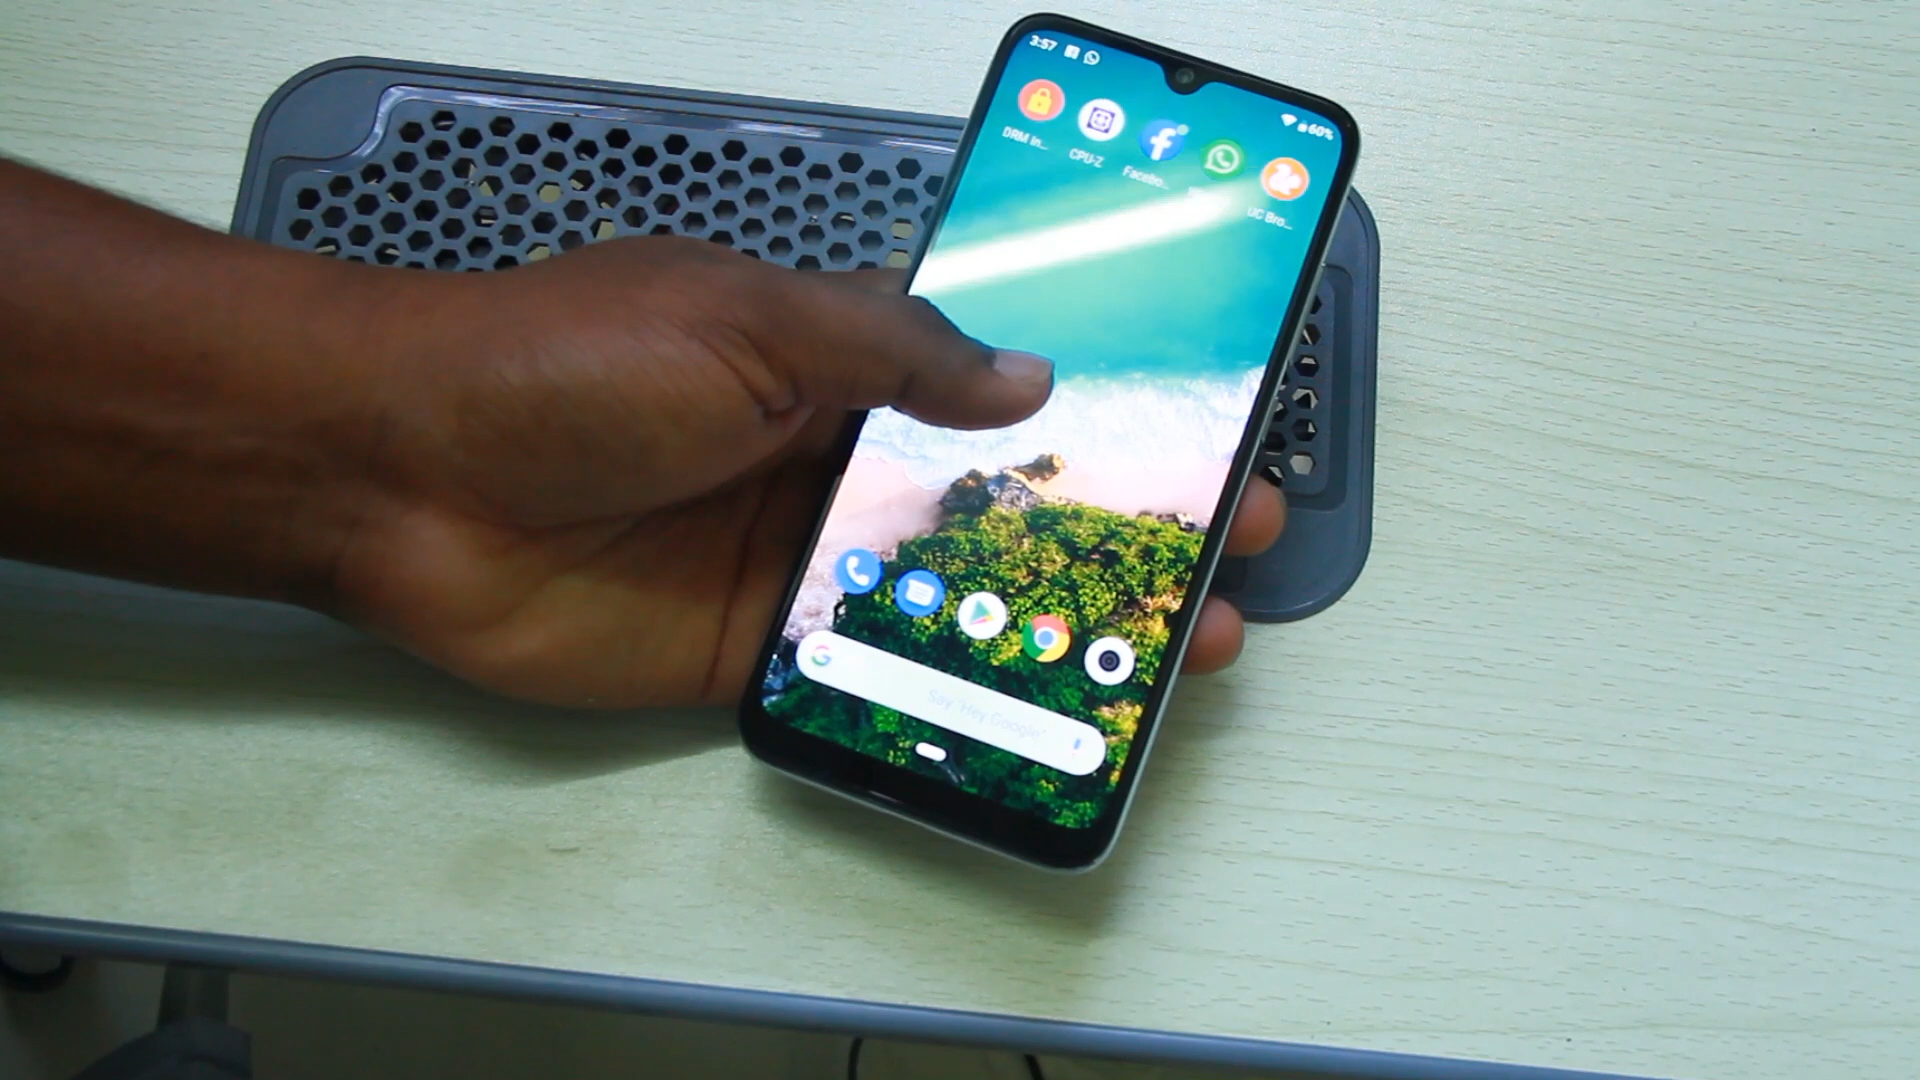 3:57
60%
DRM In...
CPU-Z
Facebo...
UC Bro...
Say "Hey Google"